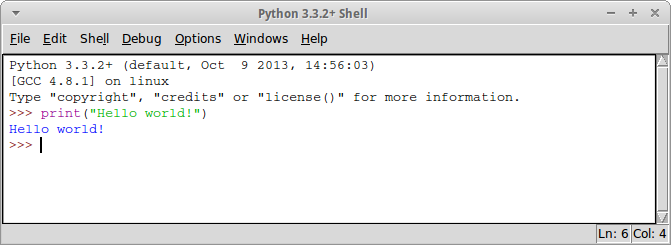 Python 3.3.2+ Shell
File Edit Shell Debug Options Windows Help
Python 3.3.2+ (default, Oct  9 2013, 14:56:03)
[GCC 4.8.1] on linux
Type "copyright", "credits" or "license()" for more information.
>>> print("Hello world!")
Hello world!
>>>
Ln: 6 Col: 4